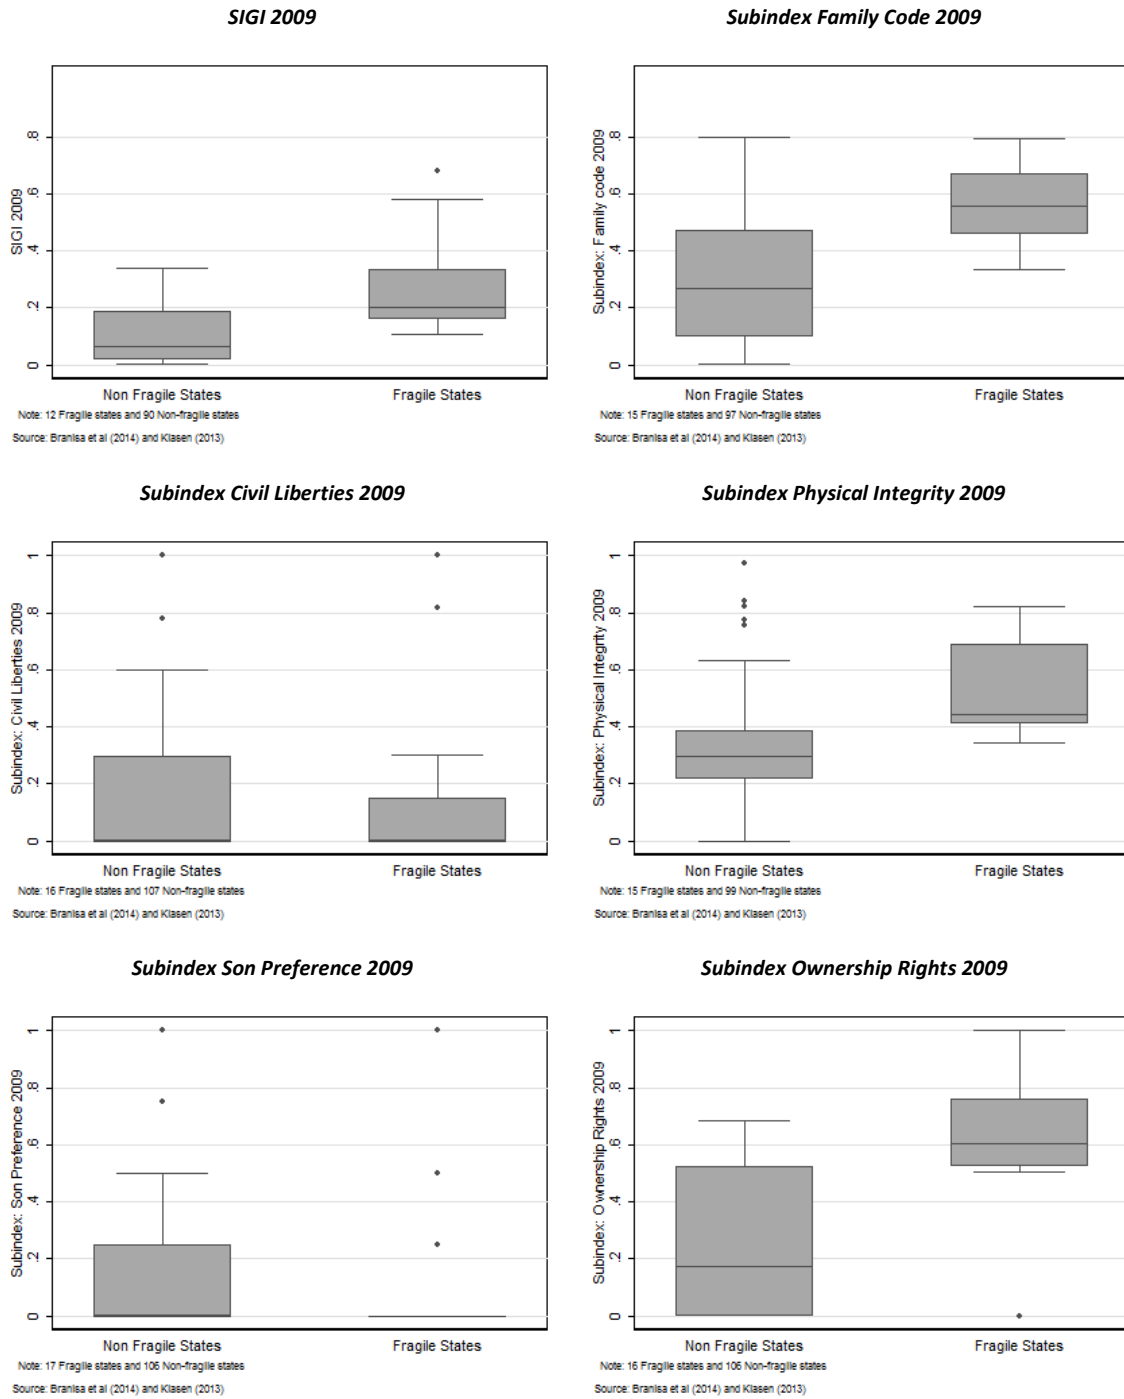 SIGI 2009
SIGI 2009
.8
.6
.4
.2
0
Non Fragile States
Fragile States
Note: 12 Fragile states and 90 Non-fragile states
Source: Branisa et al (2014) and Klasen (2013)
Subindex Family Code 2009
Subindex: Family code 2009
.8
.6
.4
.2
0
Non Fragile States
Fragile States
Note: 15 Fragile states and 97 Non-fragile states
Source: Branisa et al (2014) and Klasen (2013)
Subindex Civil Liberties 2009
Subindex: Civil Liberties 2009
1
.8
.6
.4
.2
0
Non Fragile States
Fragile States
Note: 16 Fragile states and 107 Non-fragile states
Source: Branisa et al (2014) and Klasen (2013)
Subindex Physical Integrity 2009
Subindex: Physical Integrity 2009
1
.8
.6
.4
.2
0
Non Fragile States
Fragile States
Note: 15 Fragile states and 99 Non-fragile states
Source: Branisa et al (2014) and Klasen (2013)
Subindex Son Preference 2009
Subindex: Son Preference 2009
1
.8
.6
.4
.2
0
Non Fragile States
Fragile States
Note: 17 Fragile states and 106 Non-fragile states
Source: Branisa et al (2014) and Klasen (2013)
Subindex Ownership Rights 2009
Subindex: Ownership Rights 2009
1
.8
.6
.4
.2
0
Non Fragile States
Fragile States
Note: 16 Fragile states and 106 Non-fragile states
Source: Branisa et al (2014) and Klasen (2013)